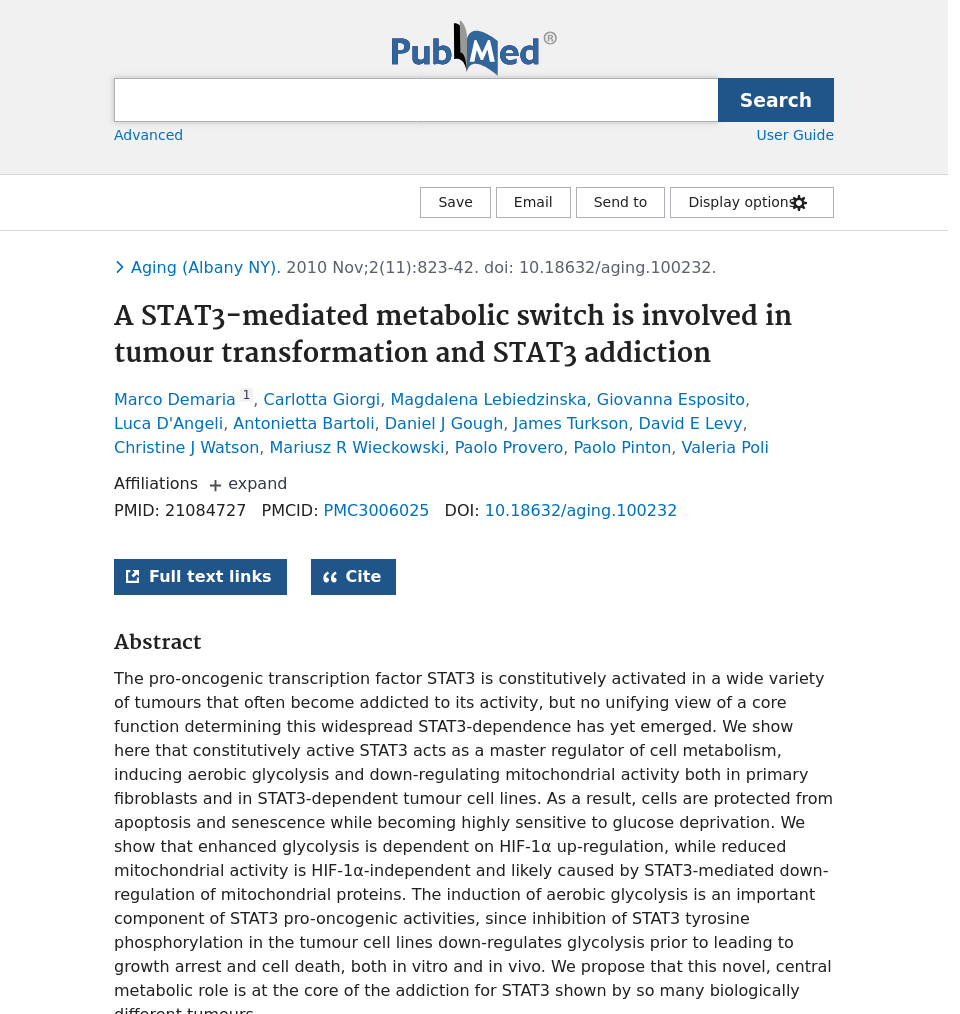 PubMed®
Search
Advanced
User Guide
Save
Email
Send to
Display options
Aging (Albany NY). 2010 Nov;2(11):823-42. doi: 10.18632/aging.100232.
A STAT3-mediated metabolic switch is involved in
tumour transformation and STAT3 addiction
Marco Demaria 1, Carlotta Giorgi, Magdalena Lebiedzinska, Giovanna Esposito,
Luca D'Angeli, Antonietta Bartoli, Daniel J Gough, James Turkson, David E Levy,
Christine J Watson, Mariusz R Wieckowski, Paolo Provero, Paolo Pinton, Valeria Poli
Affiliations + expand
PMID: 21084727 PMCID: PMC3006025 DOI: 10.18632/aging.100232
Full text links
Cite
Abstract
The pro-oncogenic transcription factor STAT3 is constitutively activated in a wide variety
of tumours that often become addicted to its activity, but no unifying view of a core
function determining this widespread STAT3-dependence has yet emerged. We show
here that constitutively active STAT3 acts as a master regulator of cell metabolism,
inducing aerobic glycolysis and down-regulating mitochondrial activity both in primary
fibroblasts and in STAT3-dependent tumour cell lines. As a result, cells are protected from
apoptosis and senescence while becoming highly sensitive to glucose deprivation. We
show that enhanced glycolysis is dependent on HIF-1α up-regulation, while reduced
mitochondrial activity is HIF-1α-independent and likely caused by STAT3-mediated down-
regulation of mitochondrial proteins. The induction of aerobic glycolysis is an important
component of STAT3 pro-oncogenic activities, since inhibition of STAT3 tyrosine
phosphorylation in the tumour cell lines down-regulates glycolysis prior to leading to
growth arrest and cell death, both in vitro and in vivo. We propose that this novel, central
metabolic role is at the core of the addiction for STAT3 shown by so many biologically
different tumours.